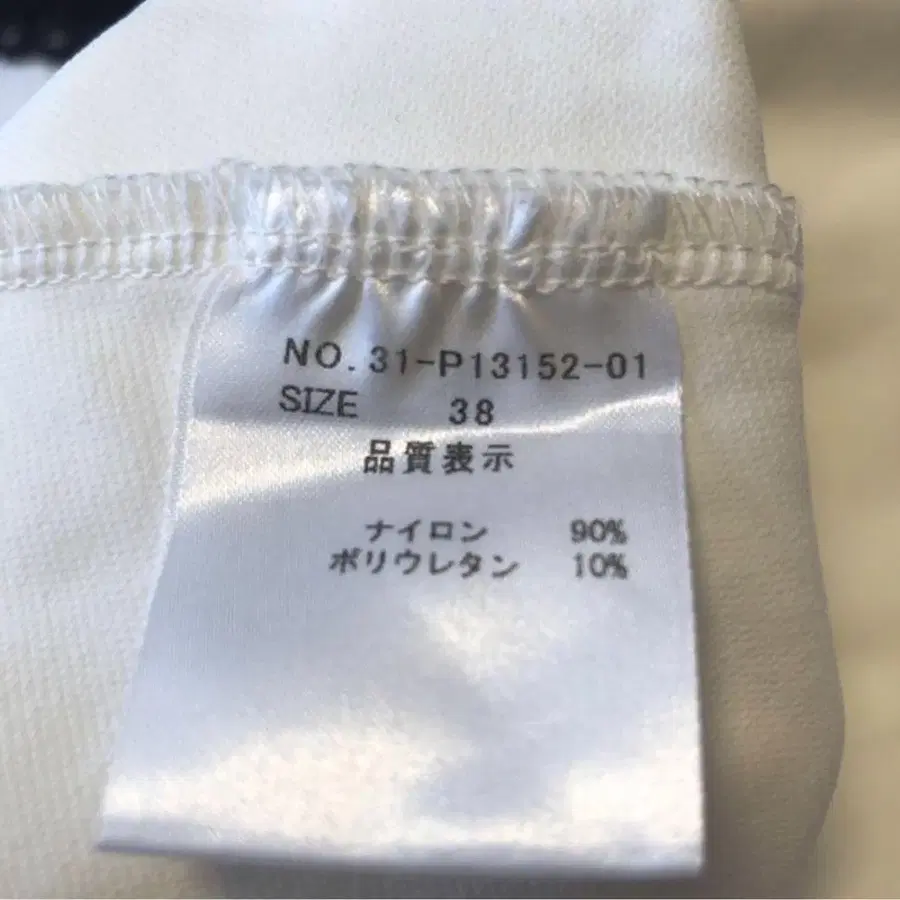 NO. 31-P13152-01
SIZE 38
品質表示
ナイロン 90%
ポリウレタン 10%